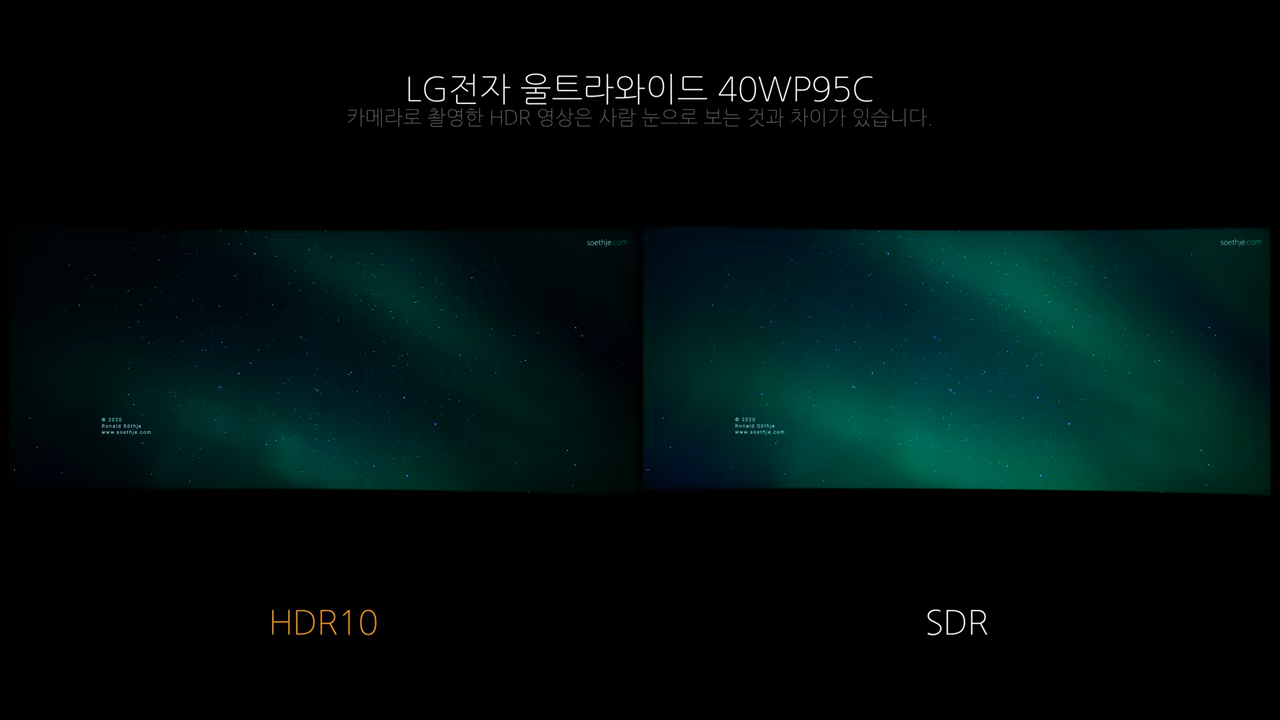 LG전자 울트라와이드 40WP95C
카메라로 촬영한 HDR 영상은 사람 눈으로 보는 것과 차이가 있습니다.
soethje.com
soethje.com
© 2020
Ronald Söthje
www.soethje.com
© 2020
Ronald Söthje
www.soethje.com
HDR10
SDR